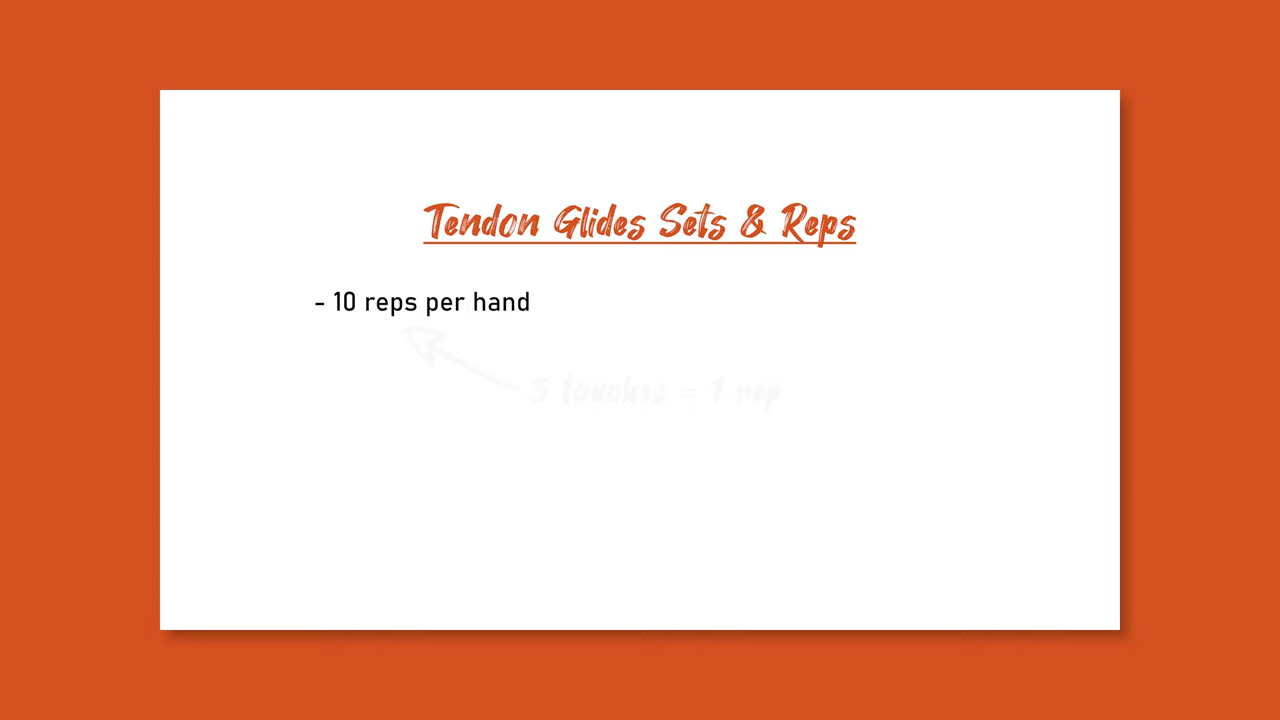 Tendon Glides Sets & Reps
- 10 reps per hand
3 touches = 1 rep